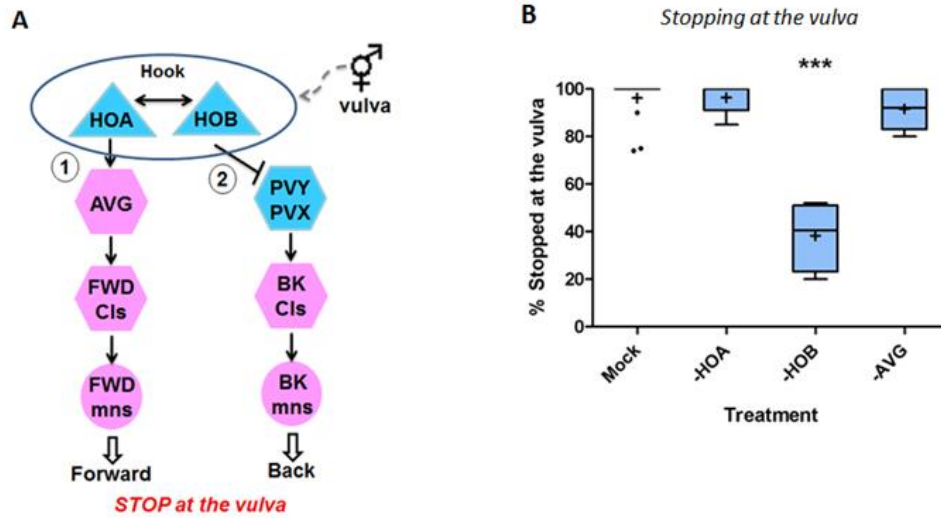 A
Hook
vulva
HOA
HOB
1
2
AVG
PVY
PVX
FWD
Cls
BK
Cls
FWD
mns
BK
mns
Forward
Back
STOP at the vulva
B
Stopping at the vulva
***
% Stopped at the vulva
100
80
60
40
20
0
Mock
-HOA
-HOB
-AVG
Treatment